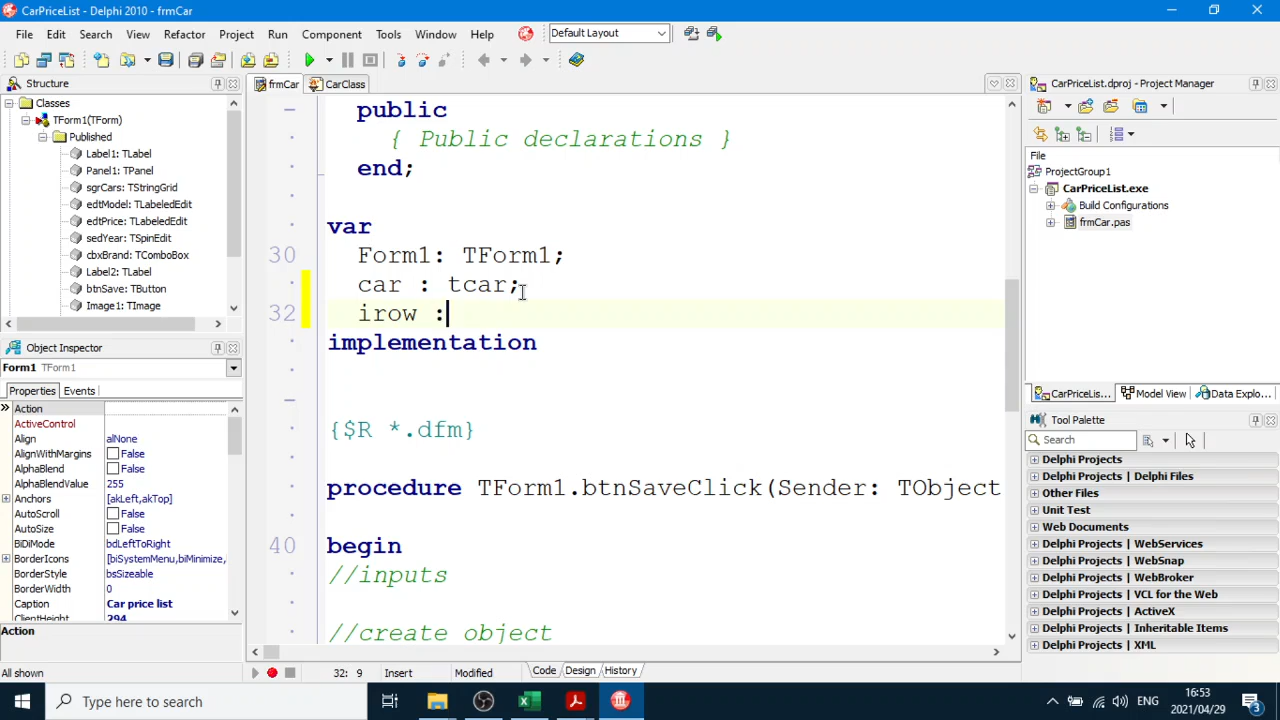 CarPriceList - Delphi 2010 - frmCar
File Edit Search View Refactor Project Run Component Tools Window Help Default Layout
Structure
Classes
TForm1(TForm)
Published
Label1: TLabel
Panel1: TPanel
sgrCars: TStringGrid
edtModel: TLabeledEdit
edtPrice: TLabeledEdit
sedYear: TSpinEdit
cbxBrand: TComboBox
Label2: TLabel
btnSave: TButton
Image1: TImage
Object Inspector
Form1 TForm1
Properties Events
Action
ActiveControl
Align alNone
AlignWithMargins False
AlphaBlend False
AlphaBlendValue 255
Anchors [akLeft,akTop]
AutoScroll False
AutoSize False
BiDiMode bdLeftToRight
BorderIcons [biSystemMenu,biMinimize,
BorderStyle bsSizeable
BorderWidth 0
Caption Car price list
ClientHeight 294
Action
All shown
frmCar CarClass
public
{ Public declarations }
end;
var
30 Form1: TForm1;
car : tcar;
32 irow :
implementation
{$R *.dfm}
procedure TForm1.btnSaveClick(Sender: TObject
40 begin
//inputs
//create object
32: 9 Insert Modified Code Design History
CarPriceList.dproj - Project Manager
File
ProjectGroup1
CarPriceList.exe
Build Configurations
frmCar.pas
CarPriceLis... Model View Data Explo...
Tool Palette
Search
Delphi Projects
Delphi Projects | Delphi Files
Other Files
Unit Test
Web Documents
Delphi Projects | WebServices
Delphi Projects | WebSnap
Delphi Projects | WebBroker
VCL for the Web
Delphi Projects | ActiveX
Delphi Projects | Inheritable Items
Delphi Projects | XML
Type here to search
ENG
16:53
2021/04/29
3